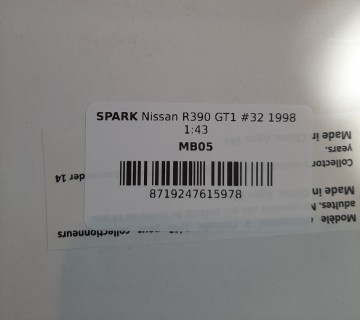 SPARK Nissan R390 GT1 #32 1998
1:43
MB05
8719247615978
Modèle
adultes.
Made in
Collector
der 14
years.
Made in
collectionneurs